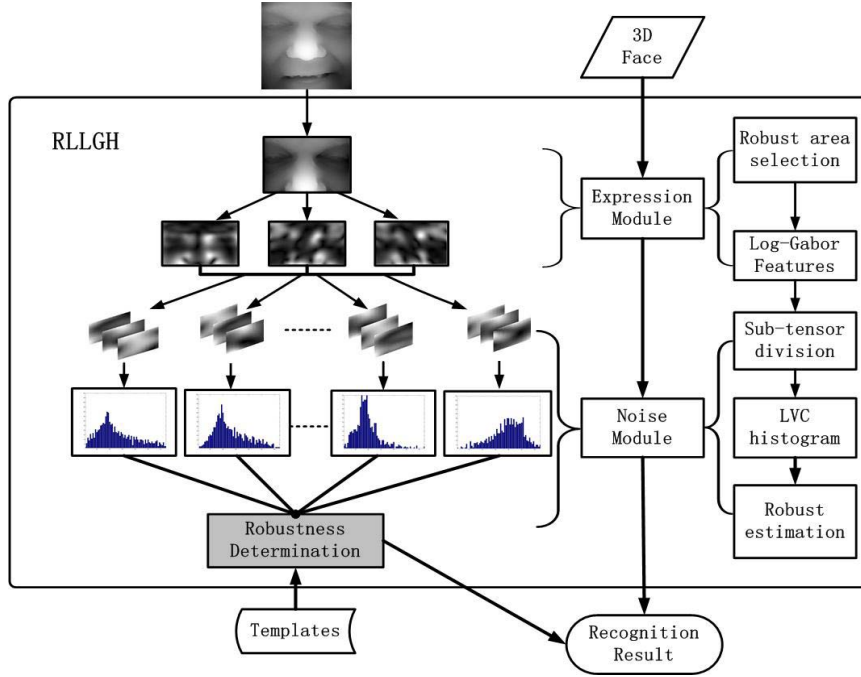 3D
Face
RLLGH
Robust area
selection
Expression
Module
Log-Gabor
Features
Sub-tensor
division
Noise
Module
LVC
histogram
Robust
estimation
Robustness
Determination
Templates
Recognition
Result